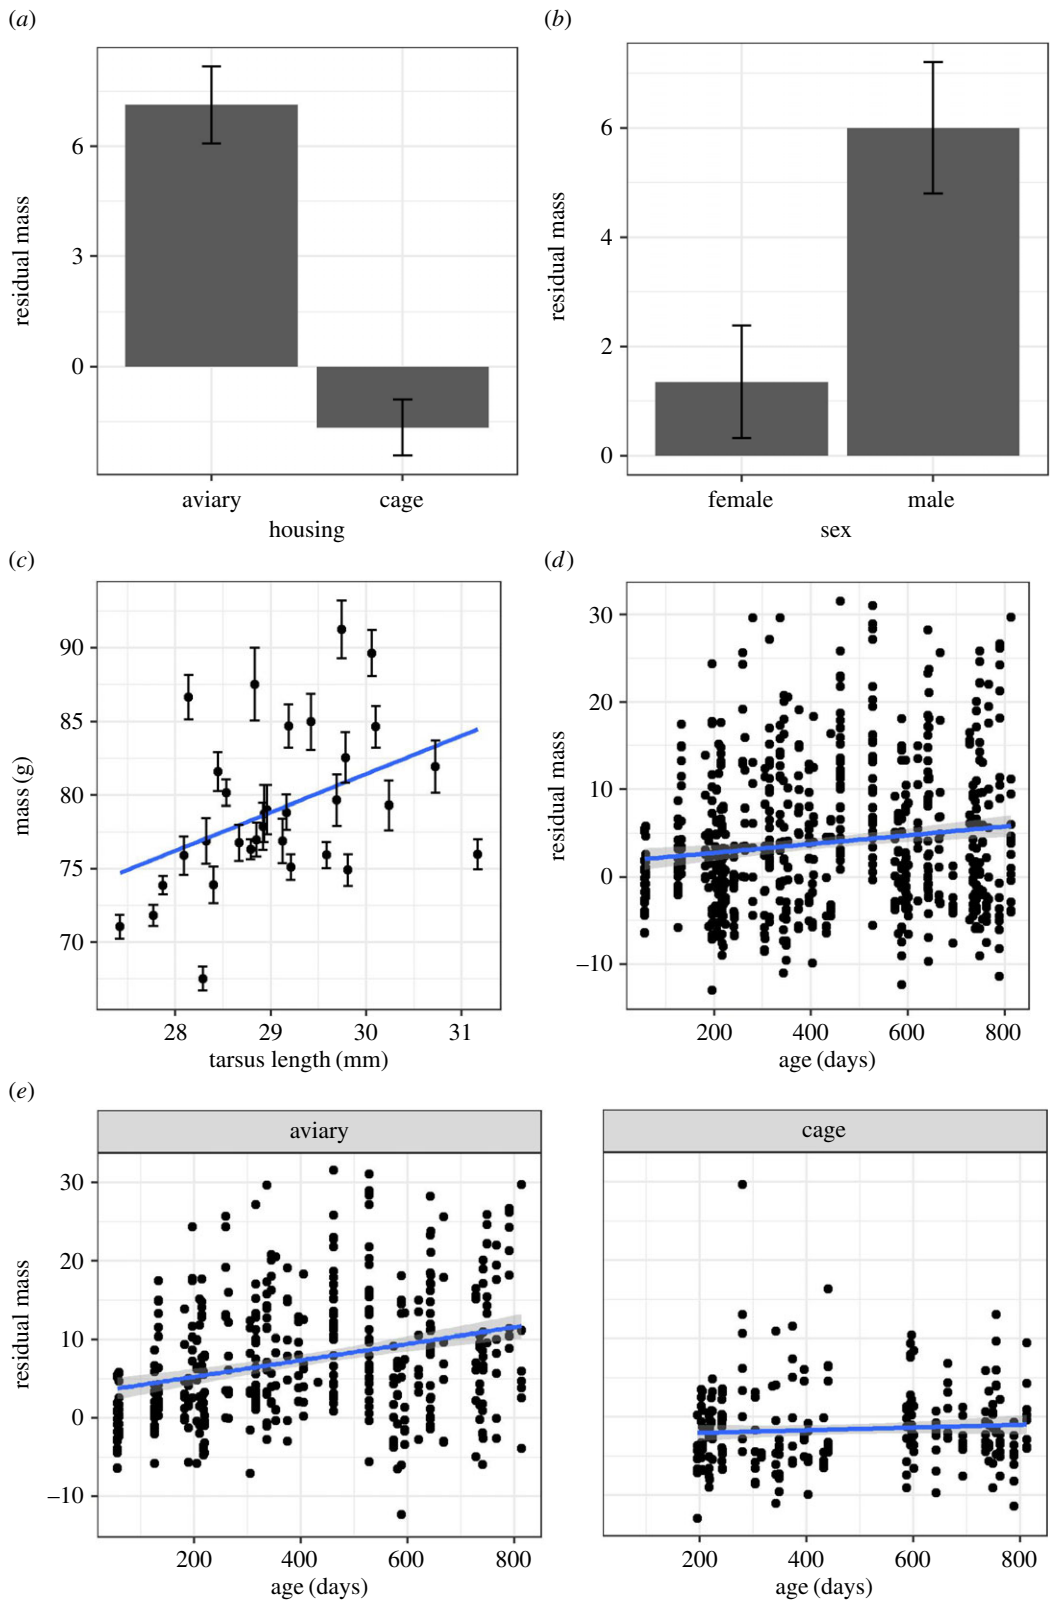 (a)
(b)
6
3
0
residual mass
aviary
cage
housing
6
4
2
0
residual mass
female
male
sex
(c)
(d)
90
85
80
75
70
mass (g)
28
29
30
31
tarsus length (mm)
30
20
10
0
–10
residual mass
200
400
600
800
age (days)
(e)
aviary
cage
30
20
10
0
–10
residual mass
200
400
600
800
age (days)
200
400
600
800
age (days)